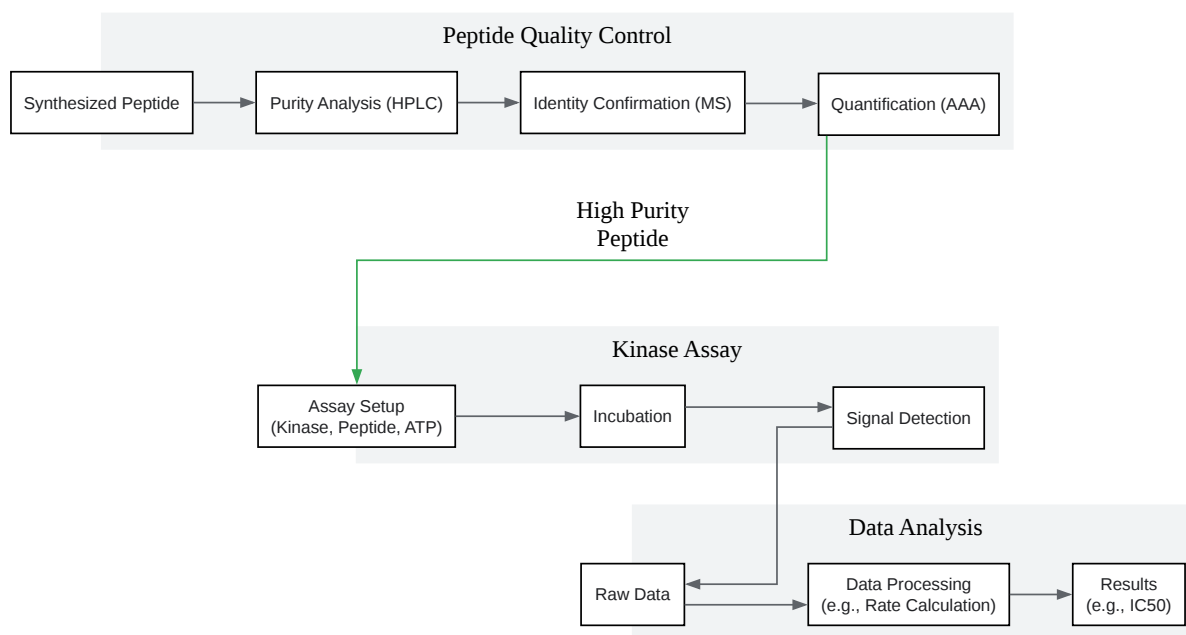 Peptide Quality Control
Synthesized Peptide
Purity Analysis (HPLC)
Identity Confirmation (MS)
Quantification (AAA)
High Purity
Peptide
Kinase Assay
Assay Setup
(Kinase, Peptide, ATP)
Incubation
Signal Detection
Data Analysis
Raw Data
Data Processing
(e.g., Rate Calculation)
Results
(e.g., IC50)